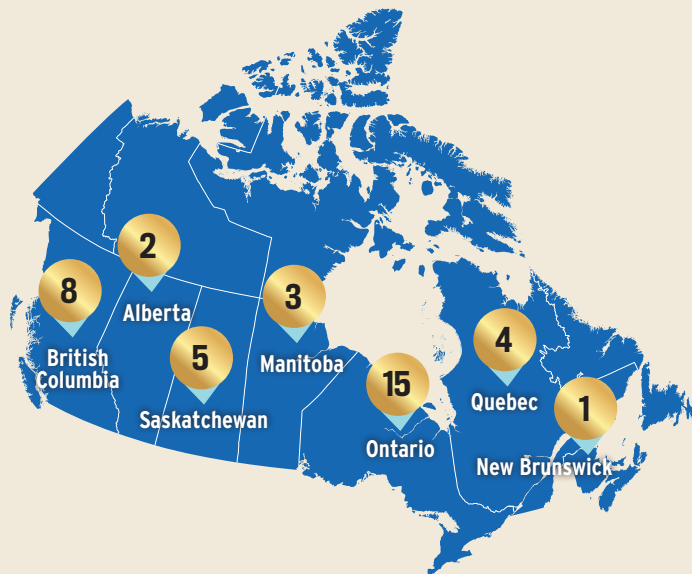 2
Alberta
8
British
Columbia
5
Saskatchewan
3
Manitoba
15
Ontario
4
Quebec
1
New Brunswick